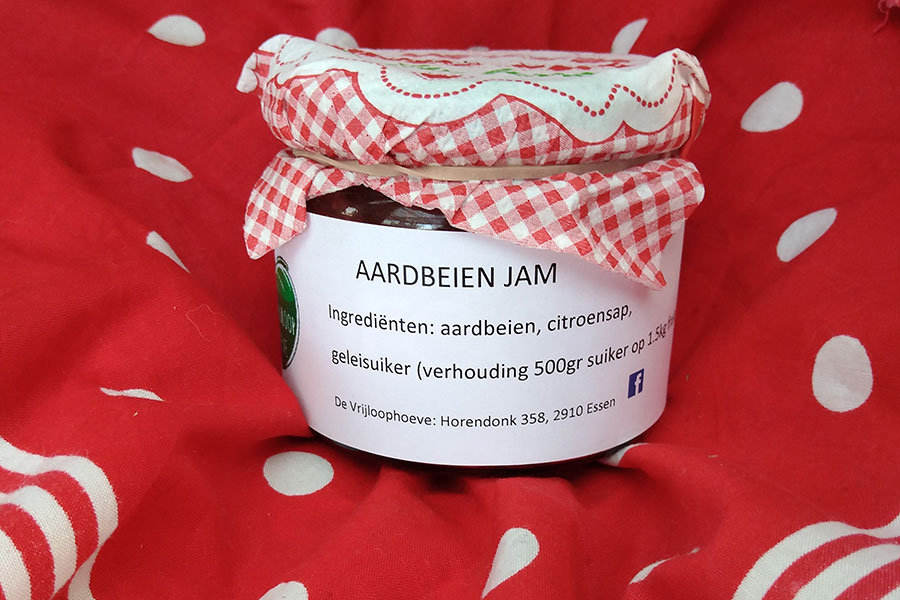 AARDBEIEN JAM
Ingrediënten: aardbeien, citroensap,
geleisuiker (verhouding 500gr suiker op 1.5kg
De Vrijloophoeve: Horendonk 358, 2910 Essen
f